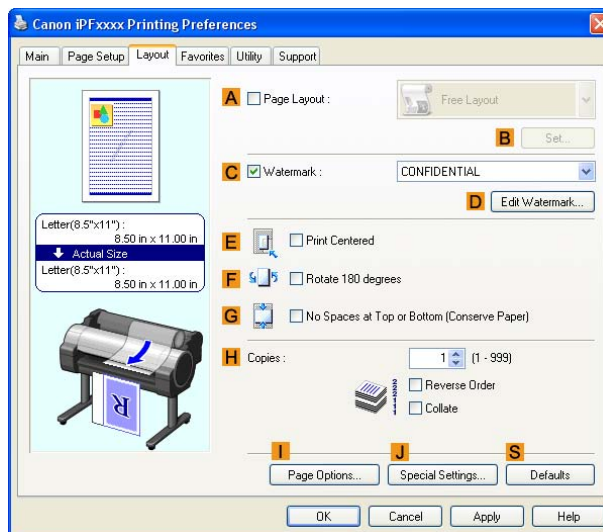 Canon iPFxxxx Printing Preferences
Main Page Setup Layout Favorites Utility Support
A Page Layout : Free Layout
B Set...
C Watermark : CONFIDENTIAL
D Edit Watermark...
Letter(8.5"x11") :
8.50 in x 11.00 in
Actual Size
Letter(8.5"x11") :
8.50 in x 11.00 in
E Print Centered
F Rotate 180 degrees
G No Spaces at Top or Bottom (Conserve Paper)
H Copies : 1 (1 - 999)
Reverse Order
Collate
R
I J S
Page Options... Special Settings... Defaults
OK Cancel Apply Help